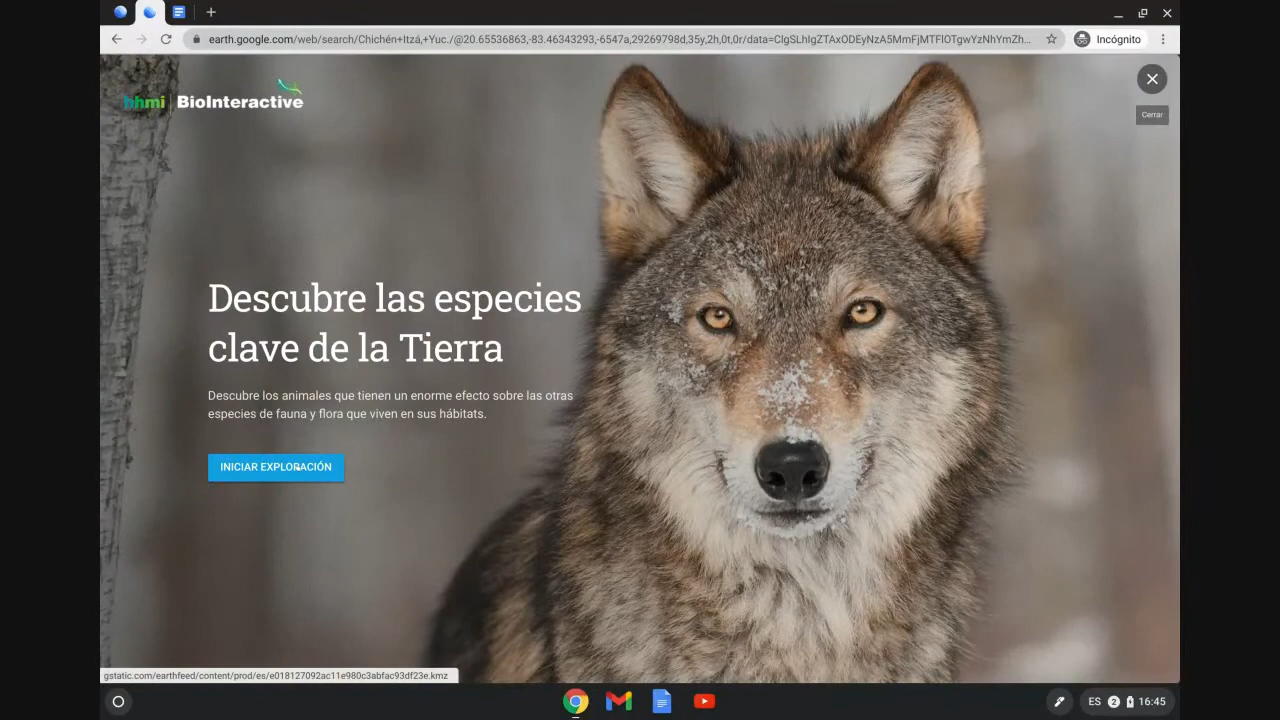 earth.google.com/web/search/Chichén+Itzá,+Yuc./@20.65536863,-83.46343293,-6547a,29269798d,35y,2h,0t,0r/data=CIgSLhIgZTAxODEyNzA5MmFjMTFlOTgwYzNhYmZh...
Incógnito
hhmi BioInteractive
Cerrar
Descubre las especies
clave de la Tierra
Descubre los animales que tienen un enorme efecto sobre las otras
especies de fauna y flora que viven en sus hábitats.
INICIAR EXPLORACIÓN
gstatic.com/earthfeed/content/prod/es/e018127092ac11e980c3abfac93df23e.kmz
ES 2 16:45